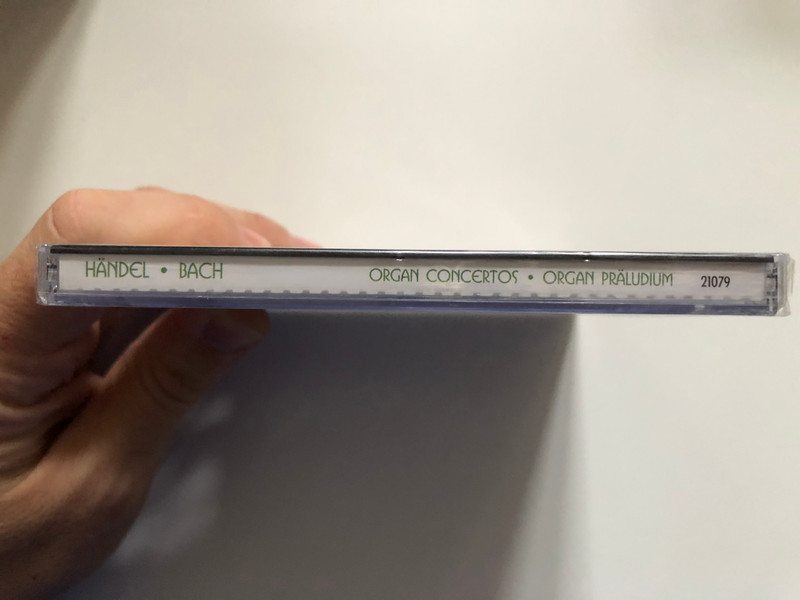 HÄNDEL • BACH ORGAN CONCERTOS • ORGAN PRÄLUDIUM 21079